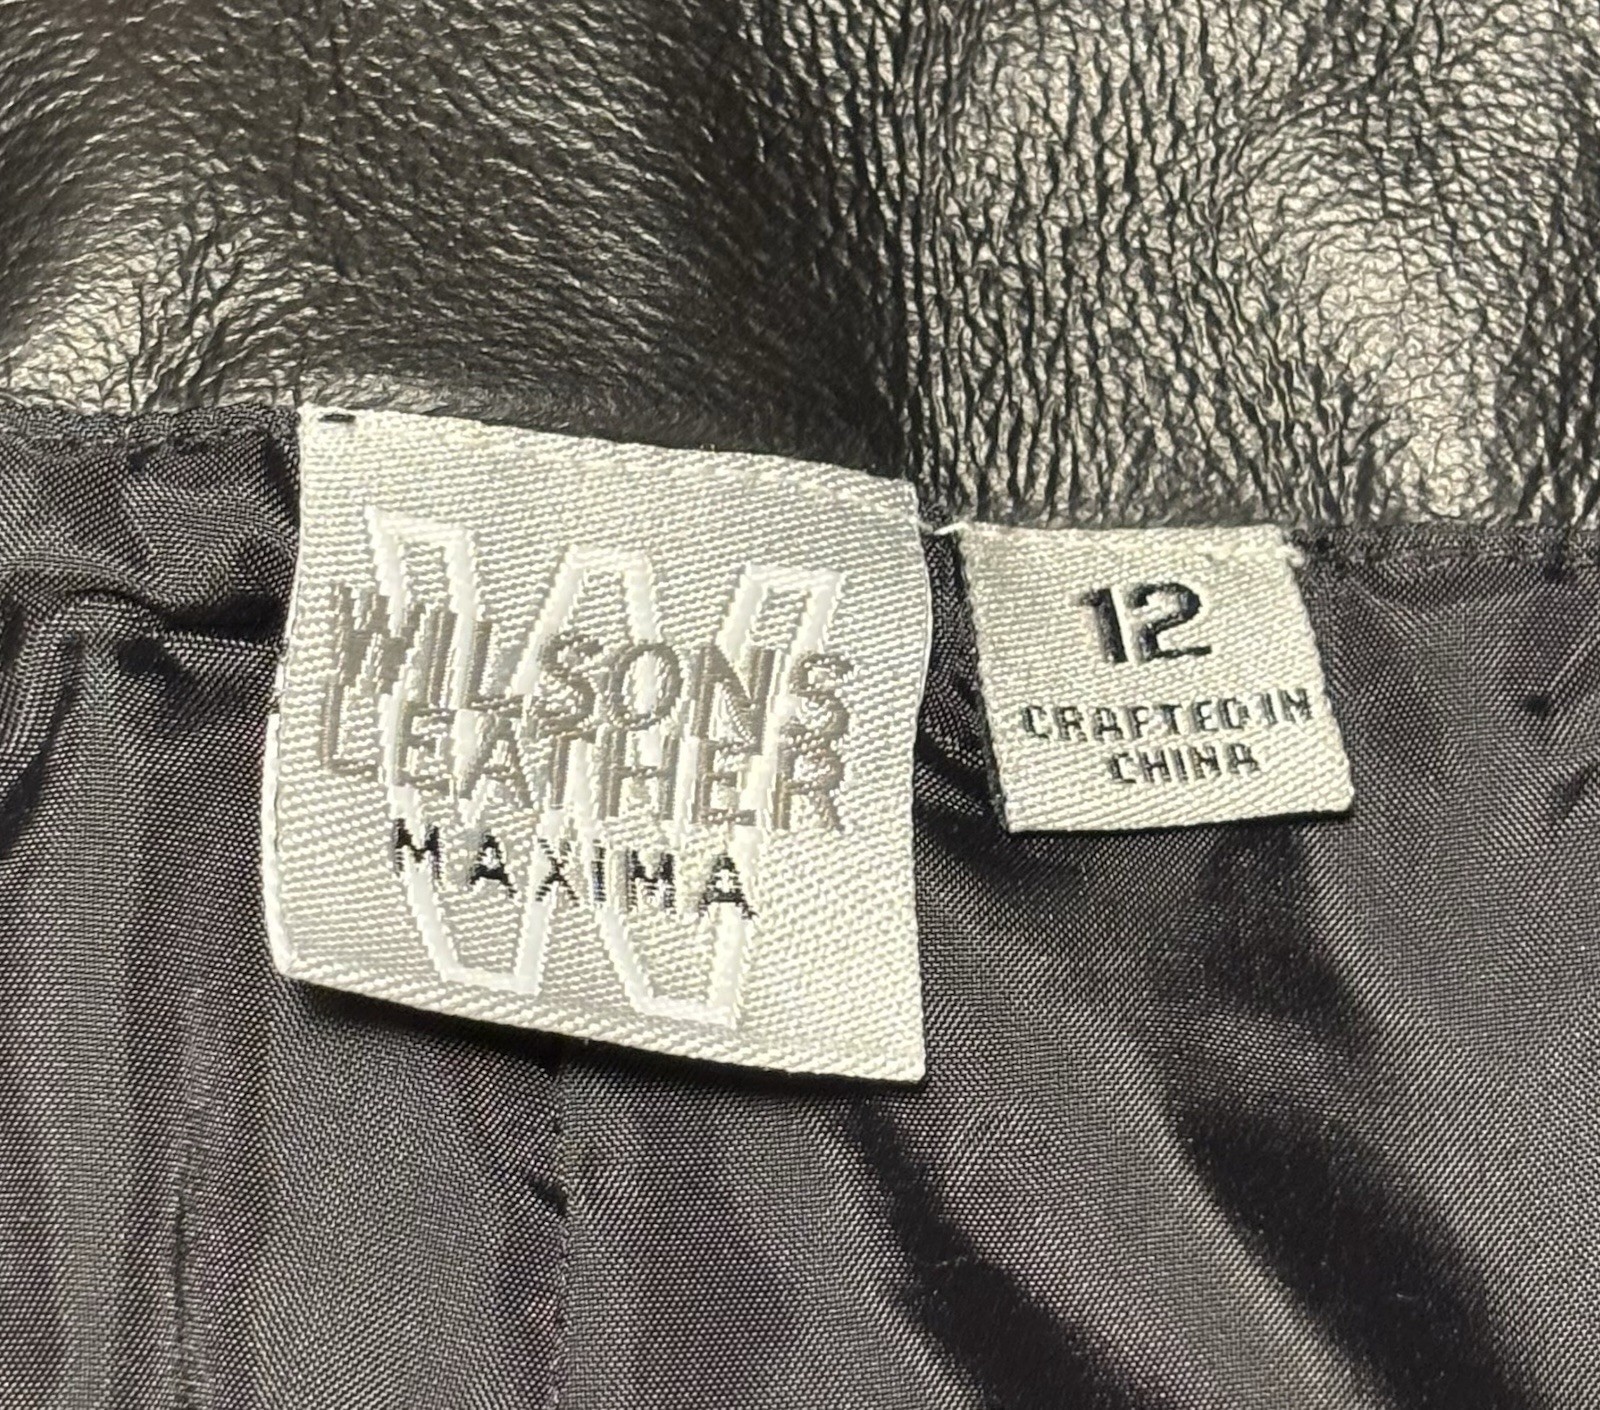 W
WILSONS
LEATHER
MAXIMA
12
CRAFTED IN
CHINA